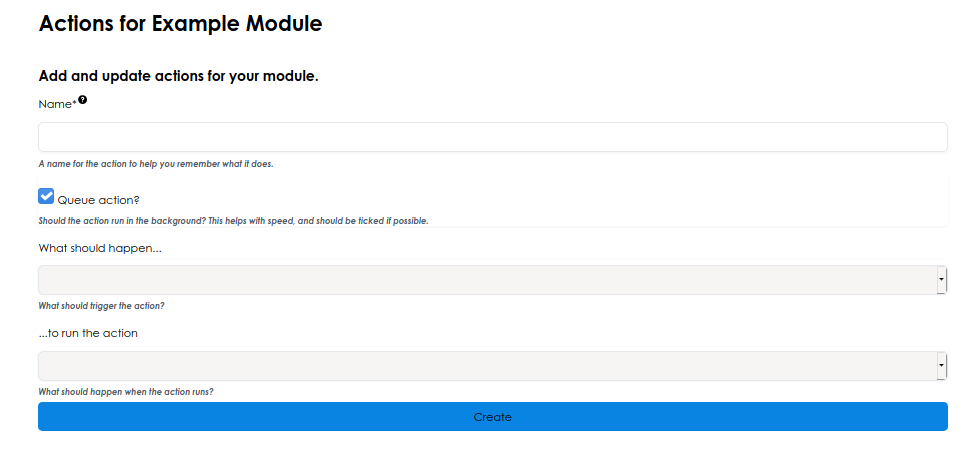 Actions for Example Module
Add and update actions for your module.
Name*?
A name for the action to help you remember what it does.
Queue action?
Should the action run in the background? This helps with speed, and should be ticked if possible.
What should happen...
What should trigger the action?
...to run the action
What should happen when the action runs?
Create